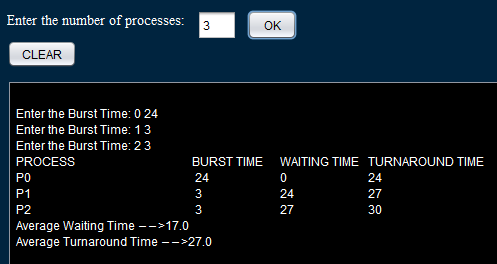 Enter the number of processes: 3 OK
CLEAR
Enter the Burst Time: 0 24
Enter the Burst Time: 1 3
Enter the Burst Time: 2 3
PROCESS BURST TIME WAITING TIME TURNAROUND TIME
P0 24 0 24
P1 3 24 27
P2 3 27 30
Average Waiting Time -->17.0
Average Turnaround Time -->27.0